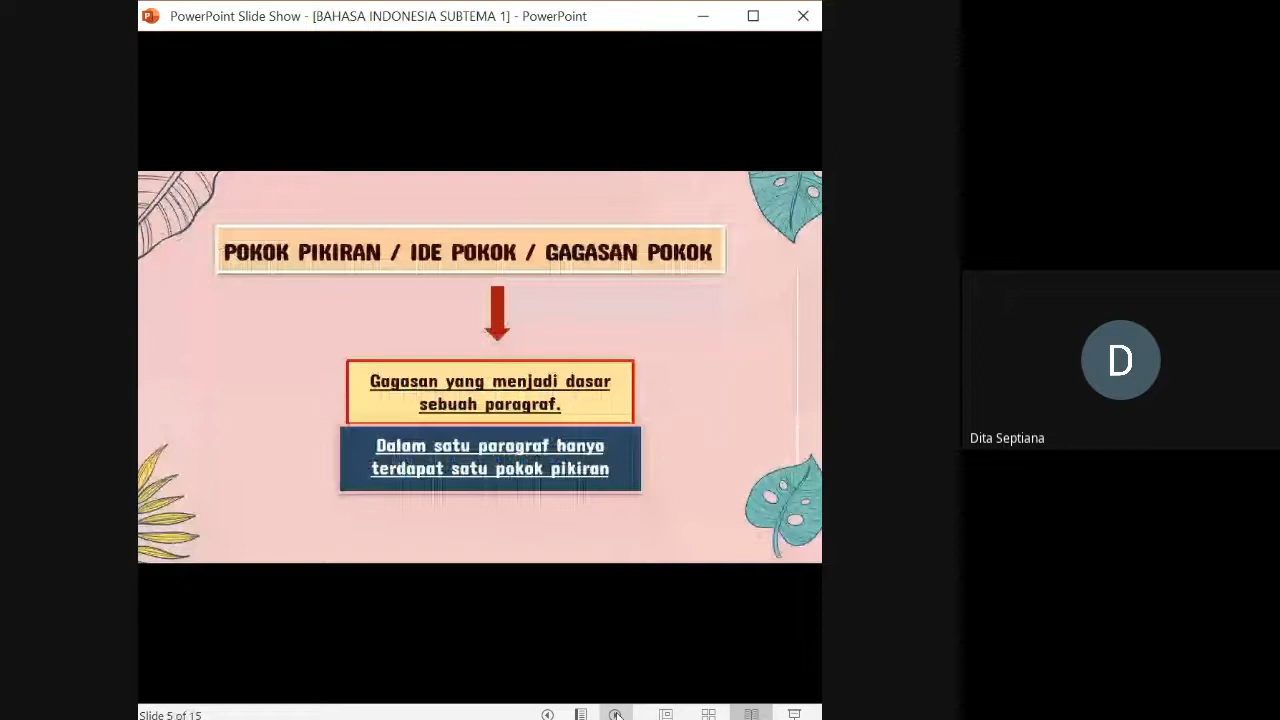 PowerPoint Slide Show - [BAHASA INDONESIA SUBTEMA 1] - PowerPoint
POKOK PIKIRAN / IDE POKOK / GAGASAN POKOK
Gagasan yang menjadi dasar
sebuah paragraf.
Dalam satu paragraf hanya
terdapat satu pokok pikiran
D
Dita Septiana
Slide 5 of 15